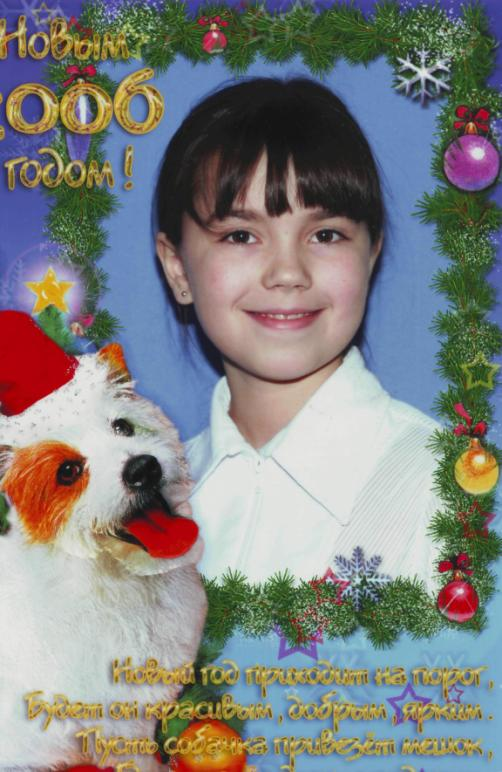 Новым
2006
годом!
Новый год приходит на порог,
Будет он красивым, добрым, ярким.
Пусть собачка привезёт мешок,